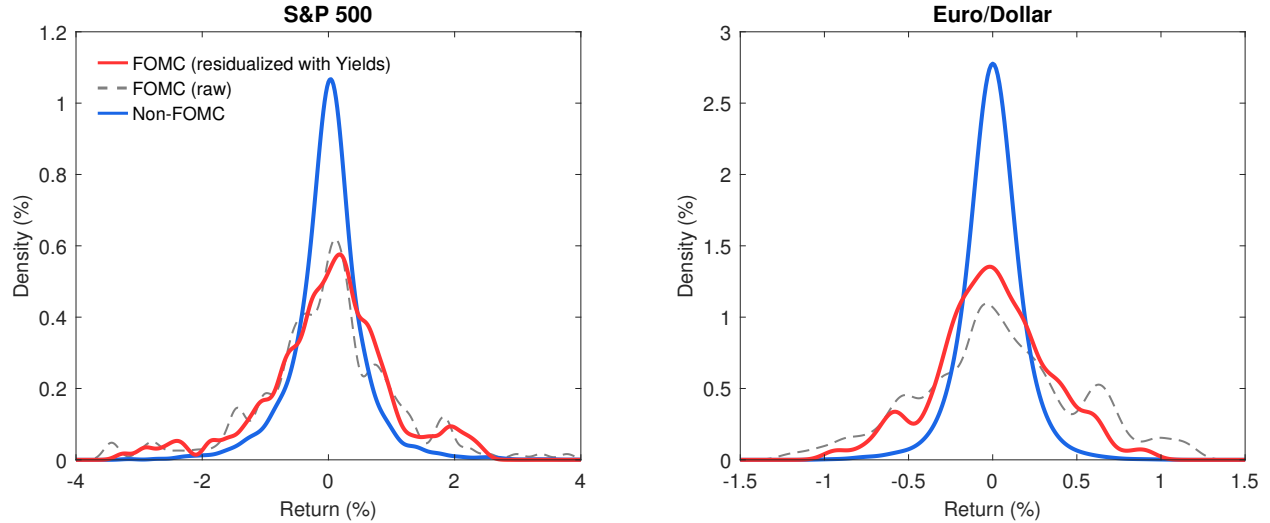 S&P 500
1.2
1
0.8
0.6
0.4
0.2
0
Density (%)
FOMC (residualized with Yields)
FOMC (raw)
Non-FOMC
-4
-2
0
2
4
Return (%)
Euro/Dollar
3
2.5
2
1.5
1
0.5
0
Density (%)
-1.5
-1
-0.5
0
0.5
1
1.5
Return (%)